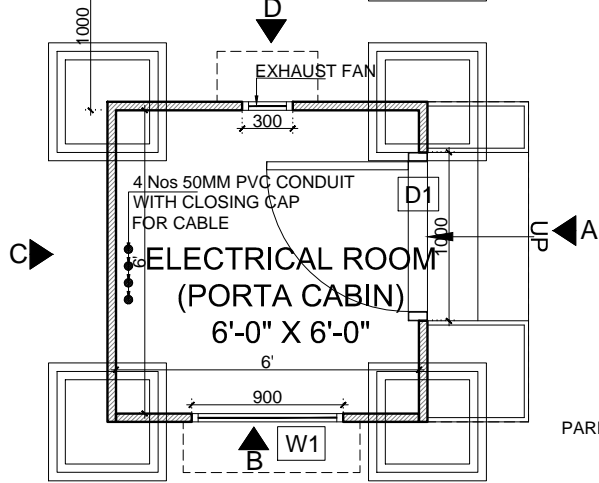 D
1000
EXHAUST FAN
300
4 Nos 50MM PVC CONDUIT
WITH CLOSING CAP
FOR CABLE
D1
C
6'
ELECTRICAL ROOM
(PORTA CABIN)
6'-0" X 6'-0"
1000
UP
A
6'
900
B
W1